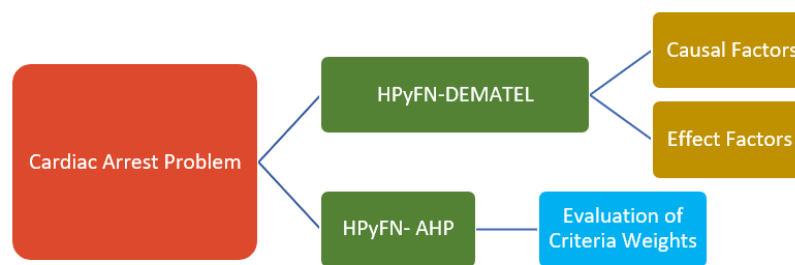 Causal Factors
HPyFN-DEMATEL
Effect Factors
Cardiac Arrest Problem
HPyFN- AHP
Evaluation of
Criteria Weights